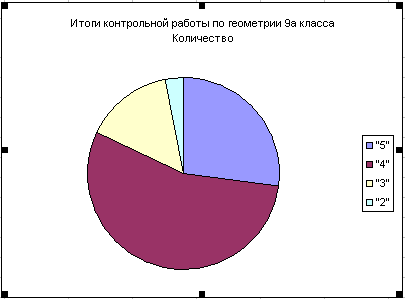 Итоги контрольной работы по геометрии 9а класса
Количество
"5"
"4"
"3"
"2"